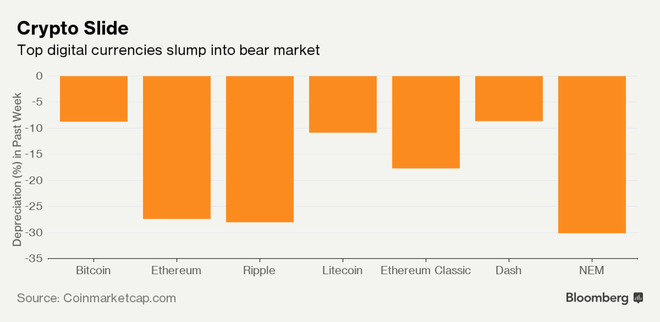 Crypto Slide
Top digital currencies slump into bear market
Depreciation (%) in Past Week
0
-5
-10
-15
-20
-25
-30
-35
Bitcoin Ethereum Ripple Litecoin Ethereum Classic Dash NEM
Source: Coinmarketcap.com
Bloomberg